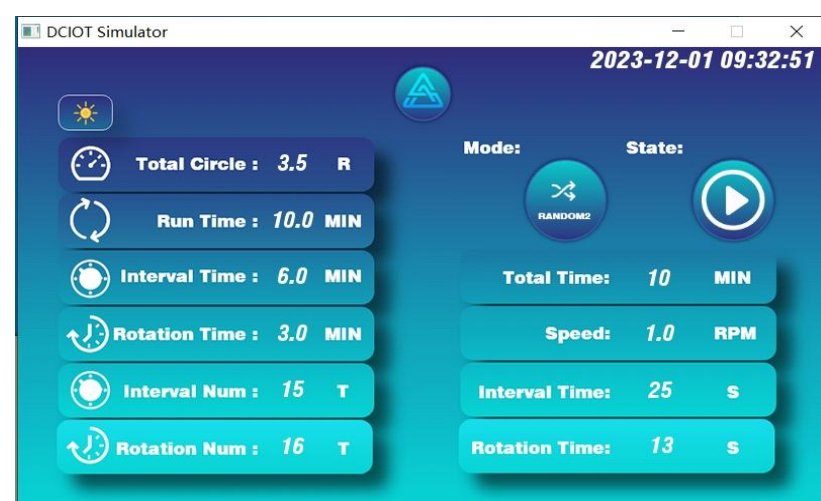 DCIOT Simulator
2023-12-01 09:32:51
Total Circle : 3.5 R
Run Time : 10.0 MIN
Interval Time : 6.0 MIN
Rotation Time : 3.0 MIN
Interval Num : 15 T
Rotation Num : 16 T
Mode: State:
RANDOM2
Total Time: 10 MIN
Speed: 1.0 RPM
Interval Time: 25 S
Rotation Time: 13 S